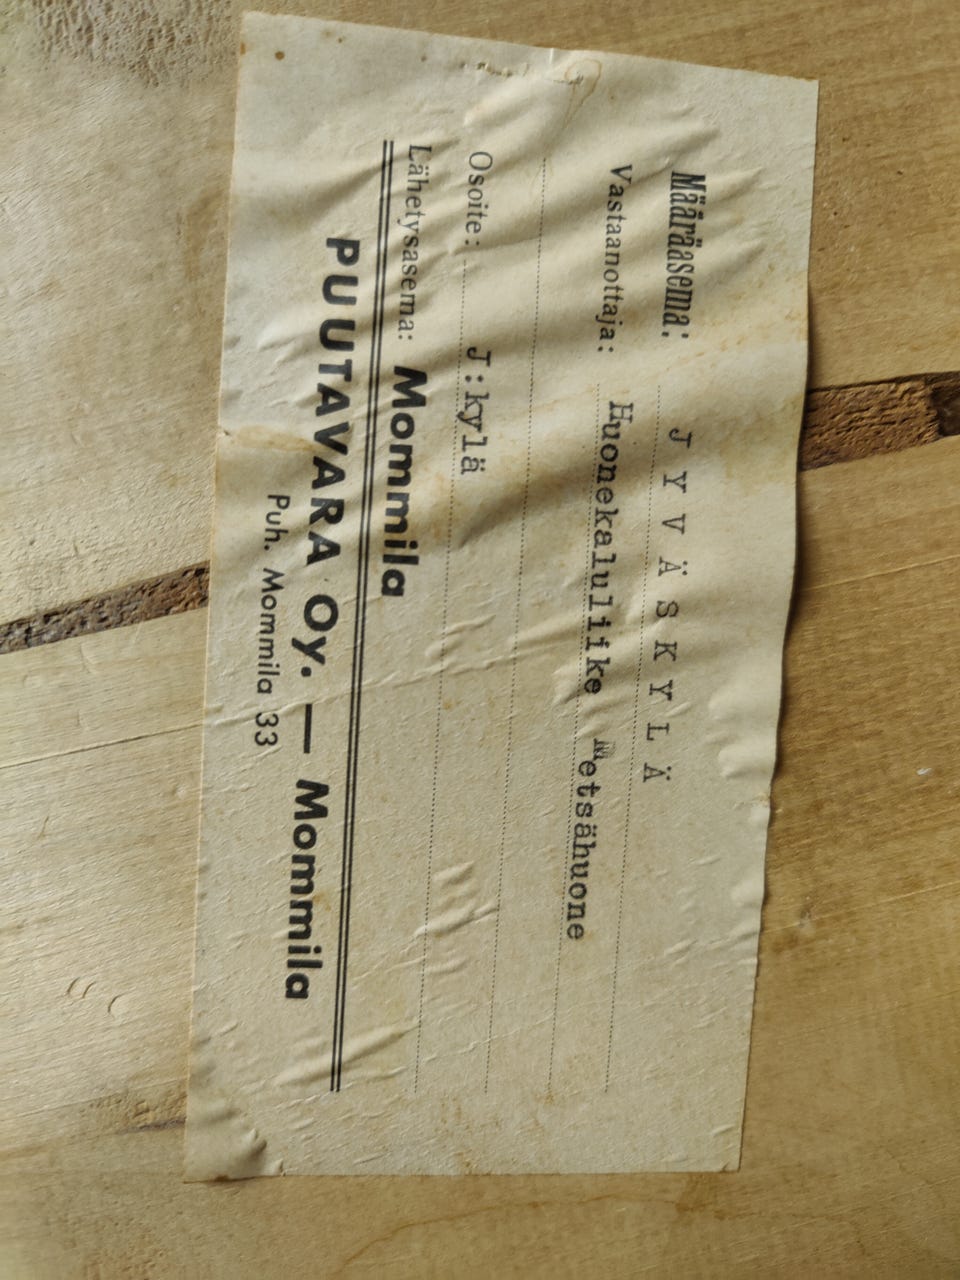 Määräasema: JYVÄSKYLÄ
Vastaanottaja: Huonekaluliike Metsähuone
Osoite: J:kylä
Lähetysasema: Mommila
PUUTAVARA Oy. — Mommila
Puh. Mommila 33